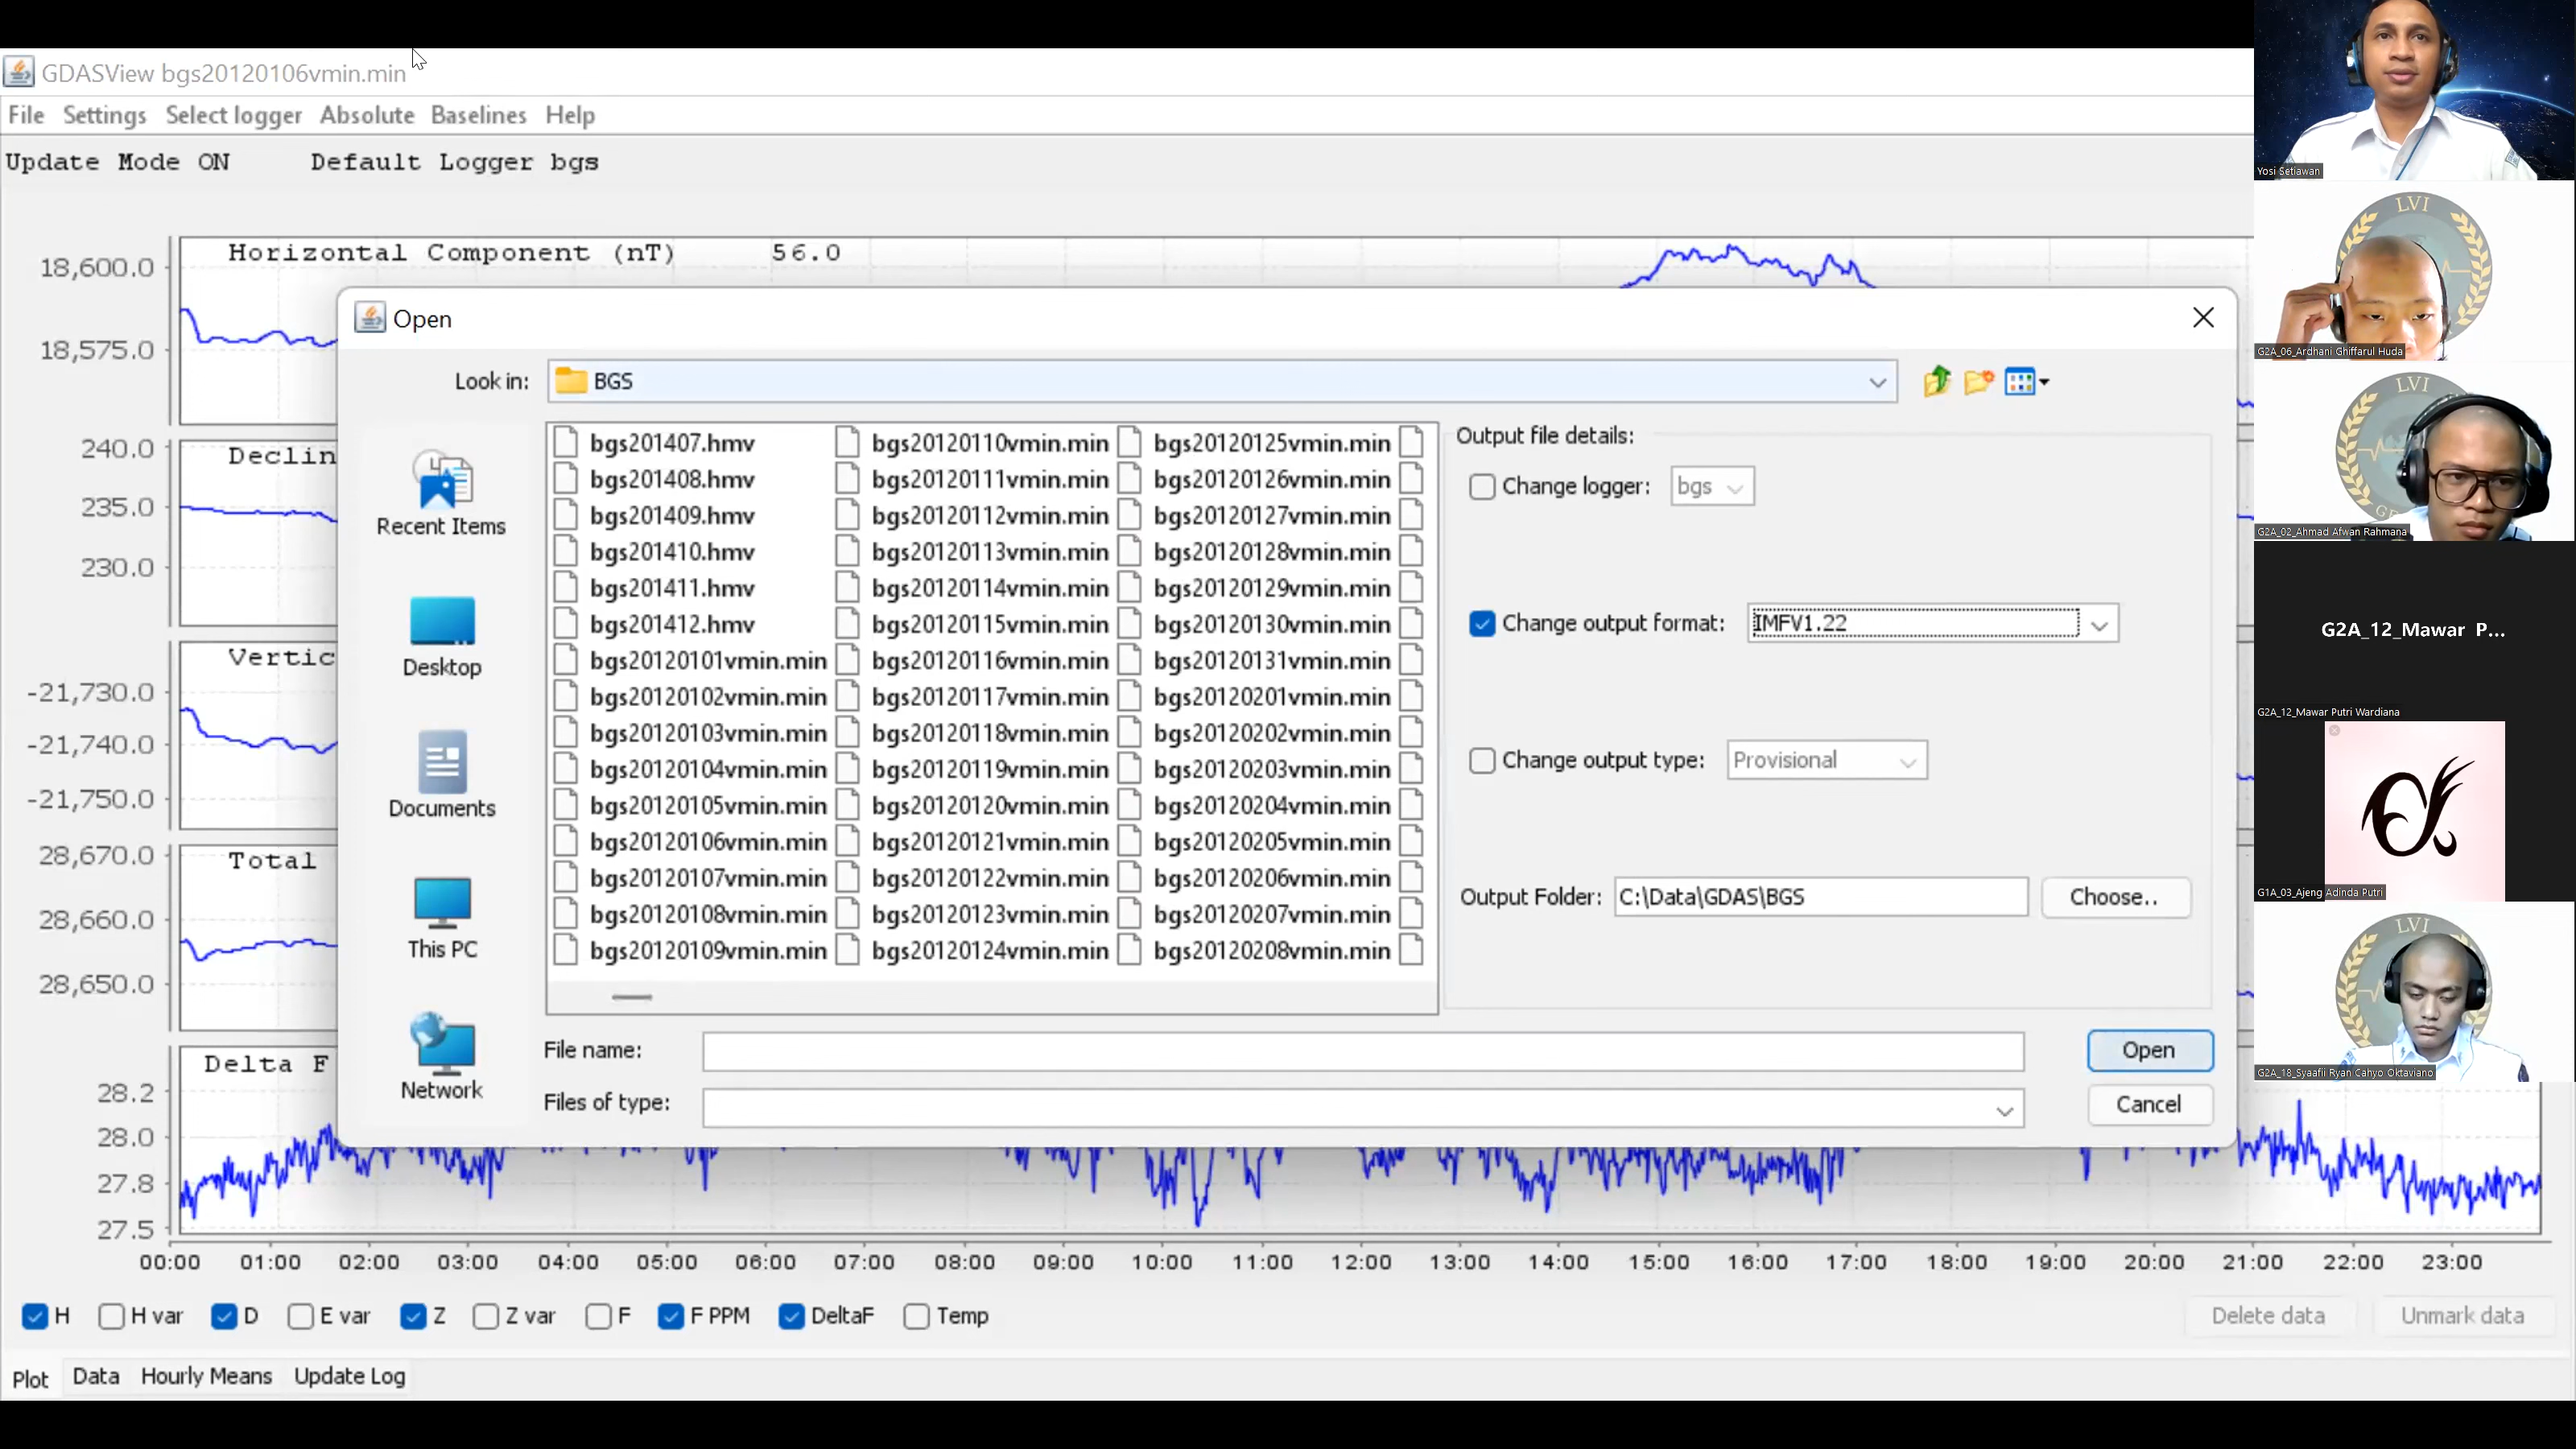 GDASView bgs20120106vmin.min
File Settings Select logger Absolute Baselines Help
Update Mode ON Default Logger bgs
Horizontal Component (nT) 56.0
18,600.0
18,575.0
240.0
Declin
235.0
230.0
Vertic
-21,730.0
-21,740.0
-21,750.0
28,670.0
Total
28,660.0
28,650.0
Delta F
28.2
28.0
27.8
27.5
00:00 01:00 02:00 03:00 04:00 05:00 06:00 07:00 08:00 09:00 10:00 11:00 12:00 13:00 14:00 15:00 16:00 17:00 18:00 19:00 20:00 21:00 22:00 23:00
H H var D E var Z Z var F F PPM DeltaF Temp
Delete data Unmark data
Plot Data Hourly Means Update Log
Open
Look in: BGS
Recent Items
Desktop
Documents
This PC
Network
bgs201407.hmv bgs20120110vmin.min bgs20120125vmin.min
bgs201408.hmv bgs20120111vmin.min bgs20120126vmin.min
bgs201409.hmv bgs20120112vmin.min bgs20120127vmin.min
bgs201410.hmv bgs20120113vmin.min bgs20120128vmin.min
bgs201411.hmv bgs20120114vmin.min bgs20120129vmin.min
bgs201412.hmv bgs20120115vmin.min bgs20120130vmin.min
bgs20120101vmin.min bgs20120116vmin.min bgs20120131vmin.min
bgs20120102vmin.min bgs20120117vmin.min bgs20120201vmin.min
bgs20120103vmin.min bgs20120118vmin.min bgs20120202vmin.min
bgs20120104vmin.min bgs20120119vmin.min bgs20120203vmin.min
bgs20120105vmin.min bgs20120120vmin.min bgs20120204vmin.min
bgs20120106vmin.min bgs20120121vmin.min bgs20120205vmin.min
bgs20120107vmin.min bgs20120122vmin.min bgs20120206vmin.min
bgs20120108vmin.min bgs20120123vmin.min bgs20120207vmin.min
bgs20120109vmin.min bgs20120124vmin.min bgs20120208vmin.min
Output file details:
Change logger: bgs
Change output format: IMFV1.22
Change output type: Provisional
Output Folder: C:\Data\GDAS\BGS Choose..
File name:
Open
Files of type:
Cancel
Yosi Setiawan
LVI
G2A_06_Ardhani Ghiffarul Huda
LVI
G2A_02_Ahmad Afwan Rahmana
G2A_12_Mawar P...
G2A_12_Mawar Putri Wardiana
G1A_03_Ajeng Adinda Putri
LVI
G2A_18_Syaafii Ryan Cahyo Oktaviano